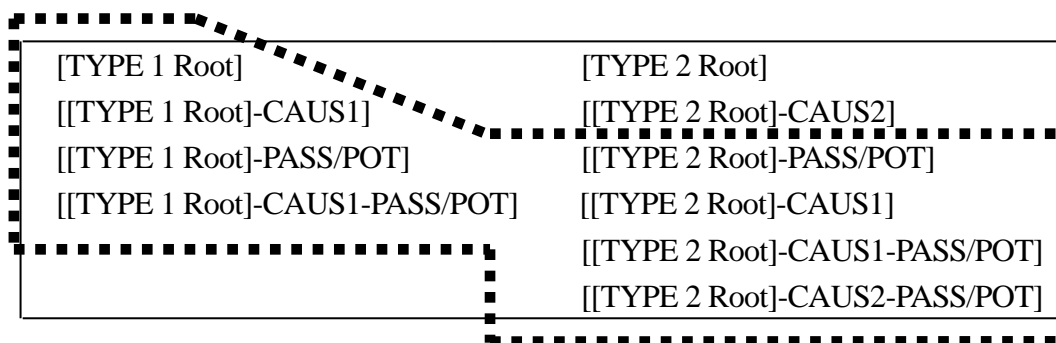 [TYPE 1 Root] [TYPE 2 Root]
[[TYPE 1 Root]-CAUS1] [[TYPE 2 Root]-CAUS2]
[[TYPE 1 Root]-PASS/POT] [[TYPE 2 Root]-PASS/POT]
[[TYPE 1 Root]-CAUS1-PASS/POT] [[TYPE 2 Root]-CAUS1]
[[TYPE 2 Root]-CAUS1-PASS/POT]
[[TYPE 2 Root]-CAUS2-PASS/POT]